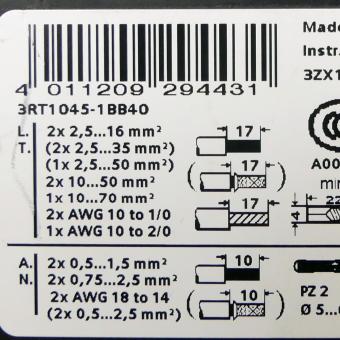 Made
Instr
3ZX1
4 011209 294431
3RT1045-1BB40
L. 2x 2,5...16 mm² 17
T. (2x 2,5...35 mm²)
(1x 2,5...50 mm²) ( 17 )
2x 10...50 mm²
1x 10...70 mm² 17
2x AWG 10 to 1/0
1x AWG 10 to 2/0
A00
min
22
4
A. 2x 0,5...1,5 mm² 10
N. 2x 0,75...2,5 mm²
2x AWG 18 to 14 ( 10 )
(2x 0,5...2,5 mm²)
PZ 2
Ø 5...6